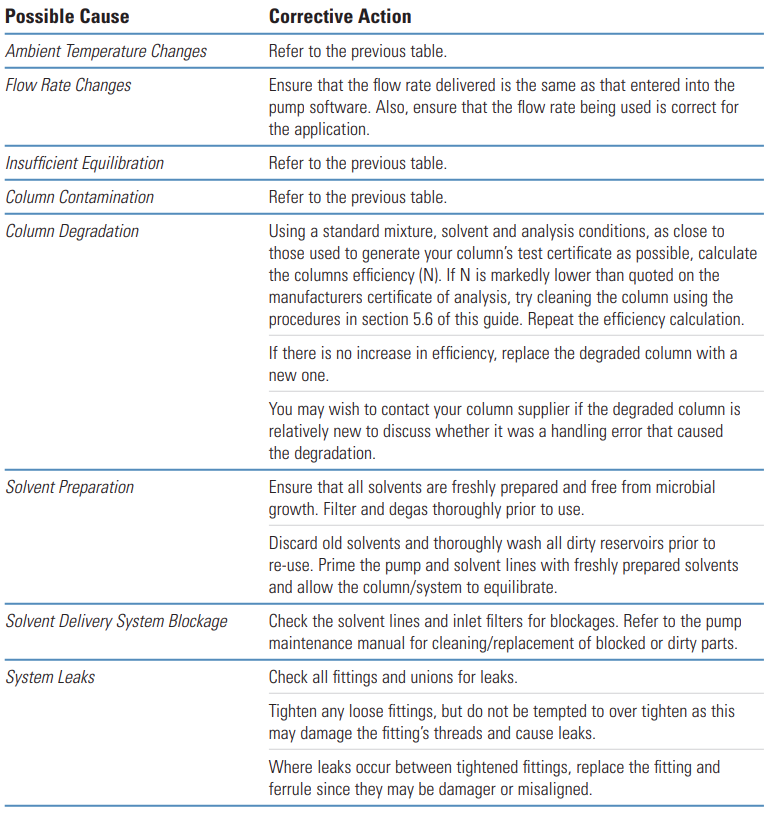 Possible Cause Corrective Action
Ambient Temperature Changes Refer to the previous table.
Flow Rate Changes Ensure that the flow rate delivered is the same as that entered into the
pump software. Also, ensure that the flow rate being used is correct for
the application.
Insufficient Equilibration Refer to the previous table.
Column Contamination Refer to the previous table.
Column Degradation Using a standard mixture, solvent and analysis conditions, as close to
those used to generate your column's test certificate as possible, calculate
the columns efficiency (N). If N is markedly lower than quoted on the
manufacturers certificate of analysis, try cleaning the column using the
procedures in section 5.6 of this guide. Repeat the efficiency calculation.
If there is no increase in efficiency, replace the degraded column with a
new one.
You may wish to contact your column supplier if the degraded column is
relatively new to discuss whether it was a handling error that caused
the degradation.
Solvent Preparation Ensure that all solvents are freshly prepared and free from microbial
growth. Filter and degas thoroughly prior to use.
Discard old solvents and thoroughly wash all dirty reservoirs prior to
re-use. Prime the pump and solvent lines with freshly prepared solvents
and allow the column/system to equilibrate.
Solvent Delivery System Blockage Check the solvent lines and inlet filters for blockages. Refer to the pump
maintenance manual for cleaning/replacement of blocked or dirty parts.
System Leaks Check all fittings and unions for leaks.
Tighten any loose fittings, but do not be tempted to over tighten as this
may damage the fitting's threads and cause leaks.
Where leaks occur between tightened fittings, replace the fitting and
ferrule since they may be damager or misaligned.